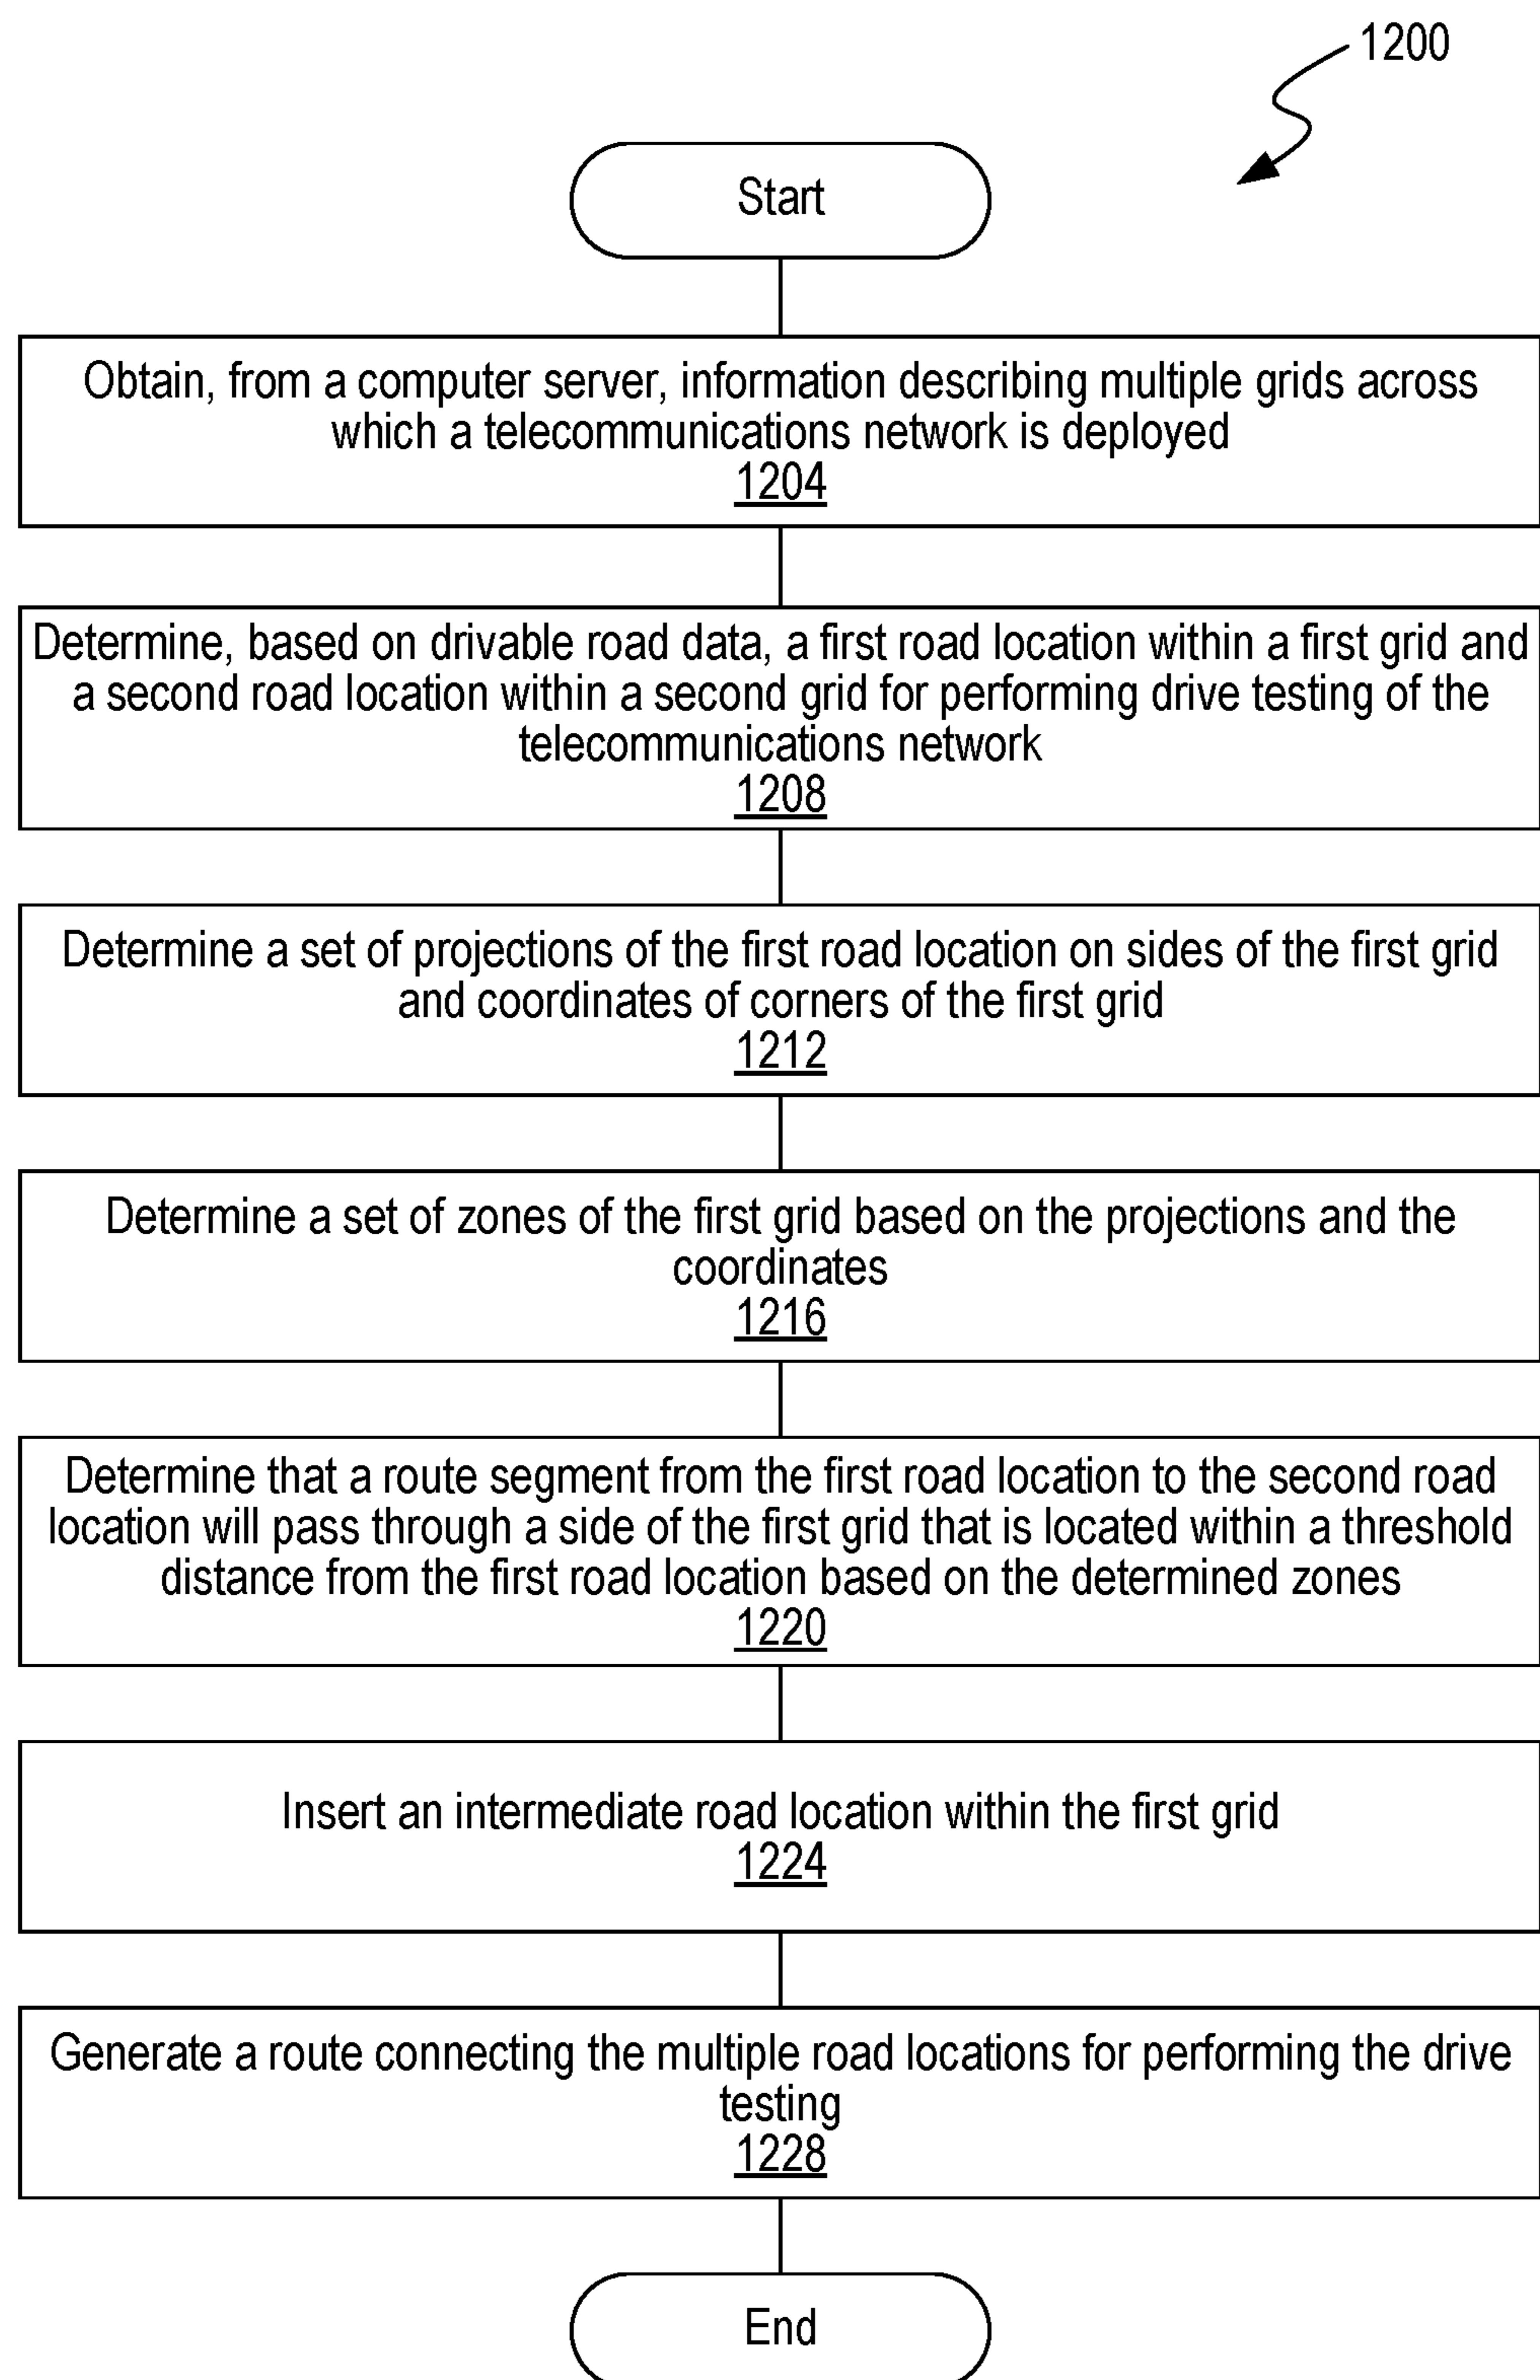 1200
Start
Obtain, from a computer server, information describing multiple grids across
which a telecommunications network is deployed
1204
Determine, based on drivable road data, a first road location within a first grid and
a second road location within a second grid for performing drive testing of the
telecommunications network
1208
Determine a set of projections of the first road location on sides of the first grid
and coordinates of corners of the first grid
1212
Determine a set of zones of the first grid based on the projections and the
coordinates
1216
Determine that a route segment from the first road location to the second road
location will pass through a side of the first grid that is located within a threshold
distance from the first road location based on the determined zones
1220
Insert an intermediate road location within the first grid
1224
Generate a route connecting the multiple road locations for performing the drive
testing
1228
End